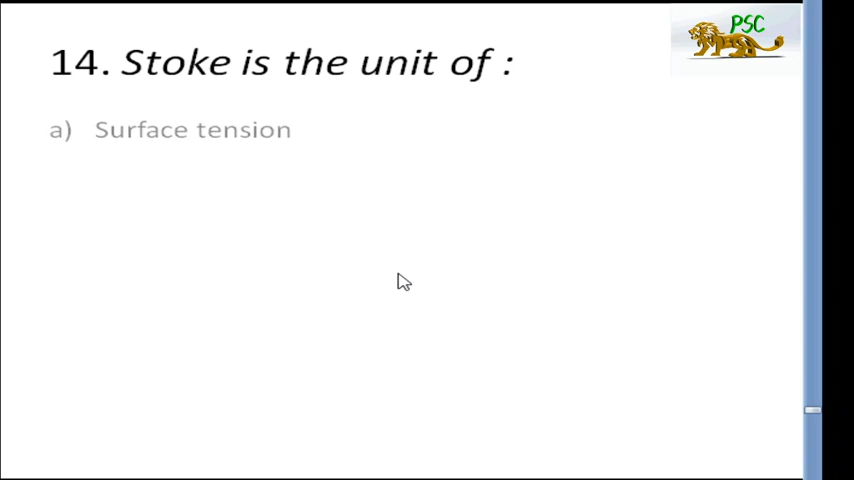 PSC
14. Stoke is the unit of :
a) Surface tension